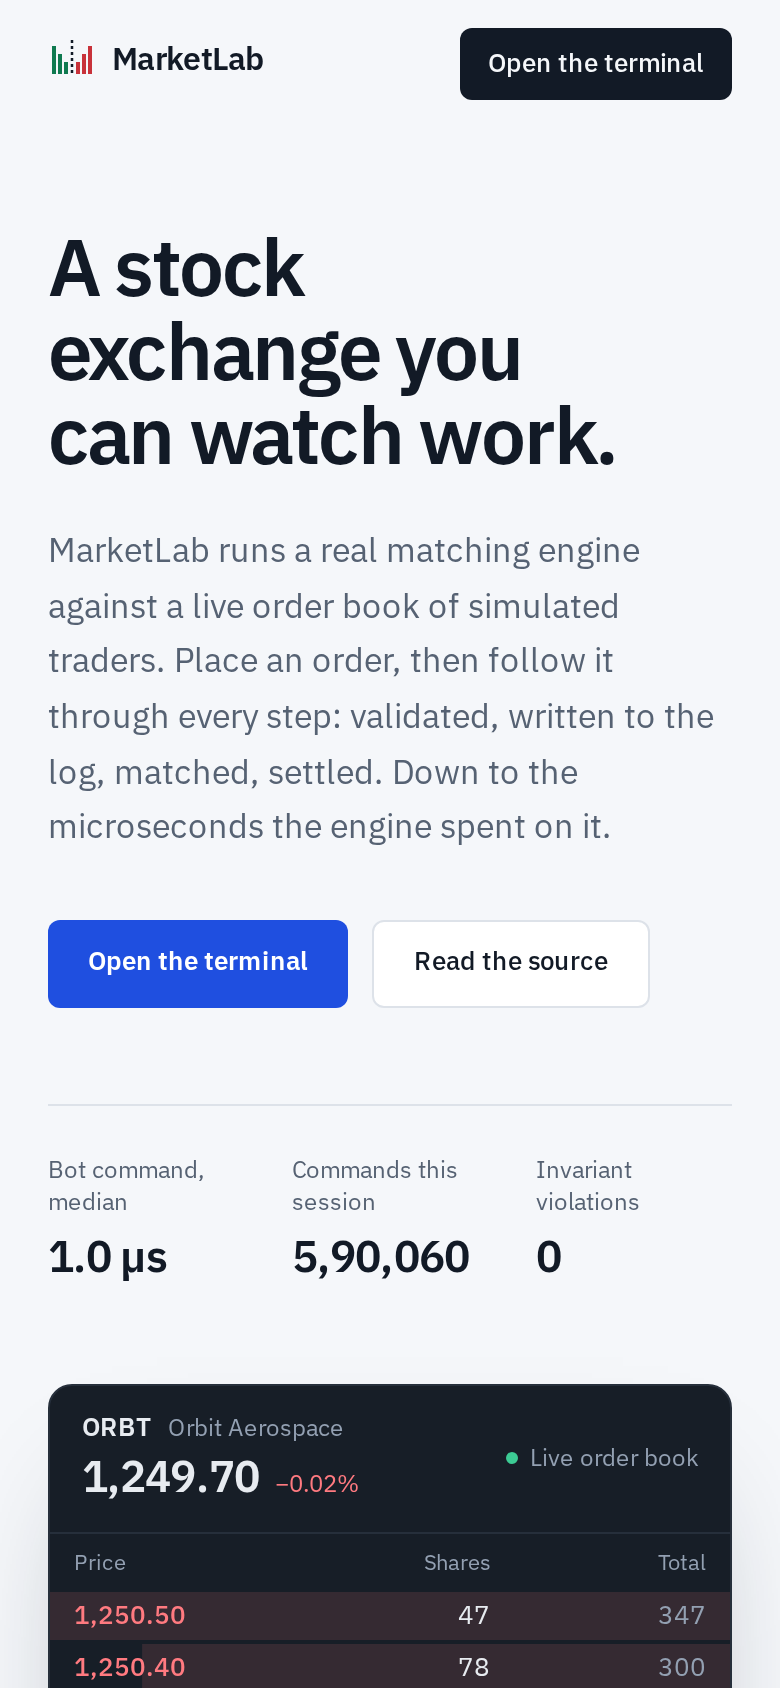 MarketLab
Open the terminal
A stock
exchange you
can watch work.
MarketLab runs a real matching engine
against a live order book of simulated
traders. Place an order, then follow it
through every step: validated, written to the
log, matched, settled. Down to the
microseconds the engine spent on it.
Open the terminal
Read the source
Bot command,
median
1.0 µs
Commands this
session
5,90,060
Invariant
violations
0
ORBT Orbit Aerospace
1,249.70 −0.02%
Live order book
Price Shares Total
1,250.50 47 347
1,250.40 78 300